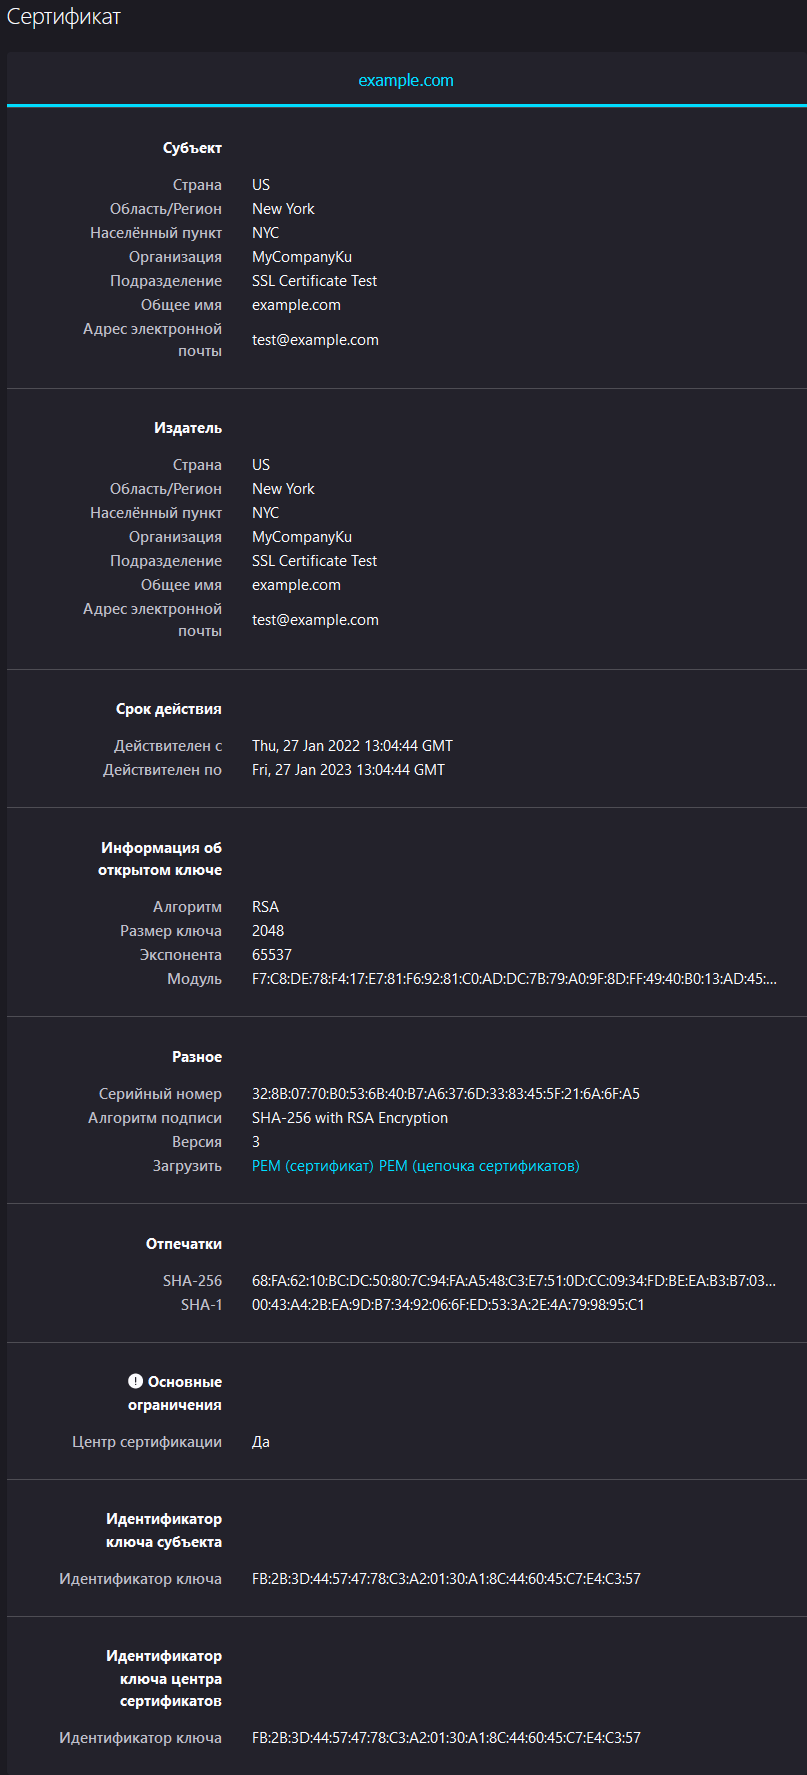 Сертификат
example.com
Субъект
Страна US
Область/Регион New York
Населённый пункт NYC
Организация MyCompanyKu
Подразделение SSL Certificate Test
Общее имя example.com
Адрес электронной
почты test@example.com
Издатель
Страна US
Область/Регион New York
Населённый пункт NYC
Организация MyCompanyKu
Подразделение SSL Certificate Test
Общее имя example.com
Адрес электронной
почты test@example.com
Срок действия
Действителен с Thu, 27 Jan 2022 13:04:44 GMT
Действителен по Fri, 27 Jan 2023 13:04:44 GMT
Информация об
открытом ключе
Алгоритм RSA
Размер ключа 2048
Экспонента 65537
Модуль F7:C8:DE:78:F4:17:E7:81:F6:92:81:C0:AD:DC:7B:79:A0:9F:8D:FF:49:40:B0:13:AD:45:...
Разное
Серийный номер 32:8B:07:70:B0:53:6B:40:B7:A6:37:6D:33:83:45:5F:21:6A:6F:A5
Алгоритм подписи SHA-256 with RSA Encryption
Версия 3
Загрузить PEM (сертификат) PEM (цепочка сертификатов)
Отпечатки
SHA-256 68:FA:62:10:BC:DC:50:80:7C:94:FA:A5:48:C3:E7:51:0D:CC:09:34:FD:BE:EA:B3:B7:03...
SHA-1 00:43:A4:2B:EA:9D:B7:34:92:06:6F:ED:53:3A:2E:4A:79:98:95:C1
Основные
ограничения
Центр сертификации Да
Идентификатор
ключа субъекта
Идентификатор ключа FB:2B:3D:44:57:47:78:C3:A2:01:30:A1:8C:44:60:45:C7:E4:C3:57
Идентификатор
ключа центра
сертификатов
Идентификатор ключа FB:2B:3D:44:57:47:78:C3:A2:01:30:A1:8C:44:60:45:C7:E4:C3:57